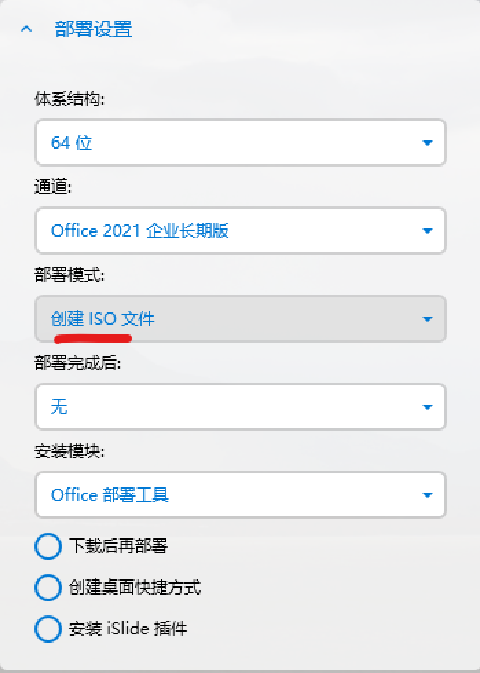 部署设置
体系结构:
64 位
通道:
Office 2021 企业长期版
部署模式:
创建 ISO 文件
部署完成后:
无
安装模块:
Office 部署工具
下载后再部署
创建桌面快捷方式
安装 iSlide 插件